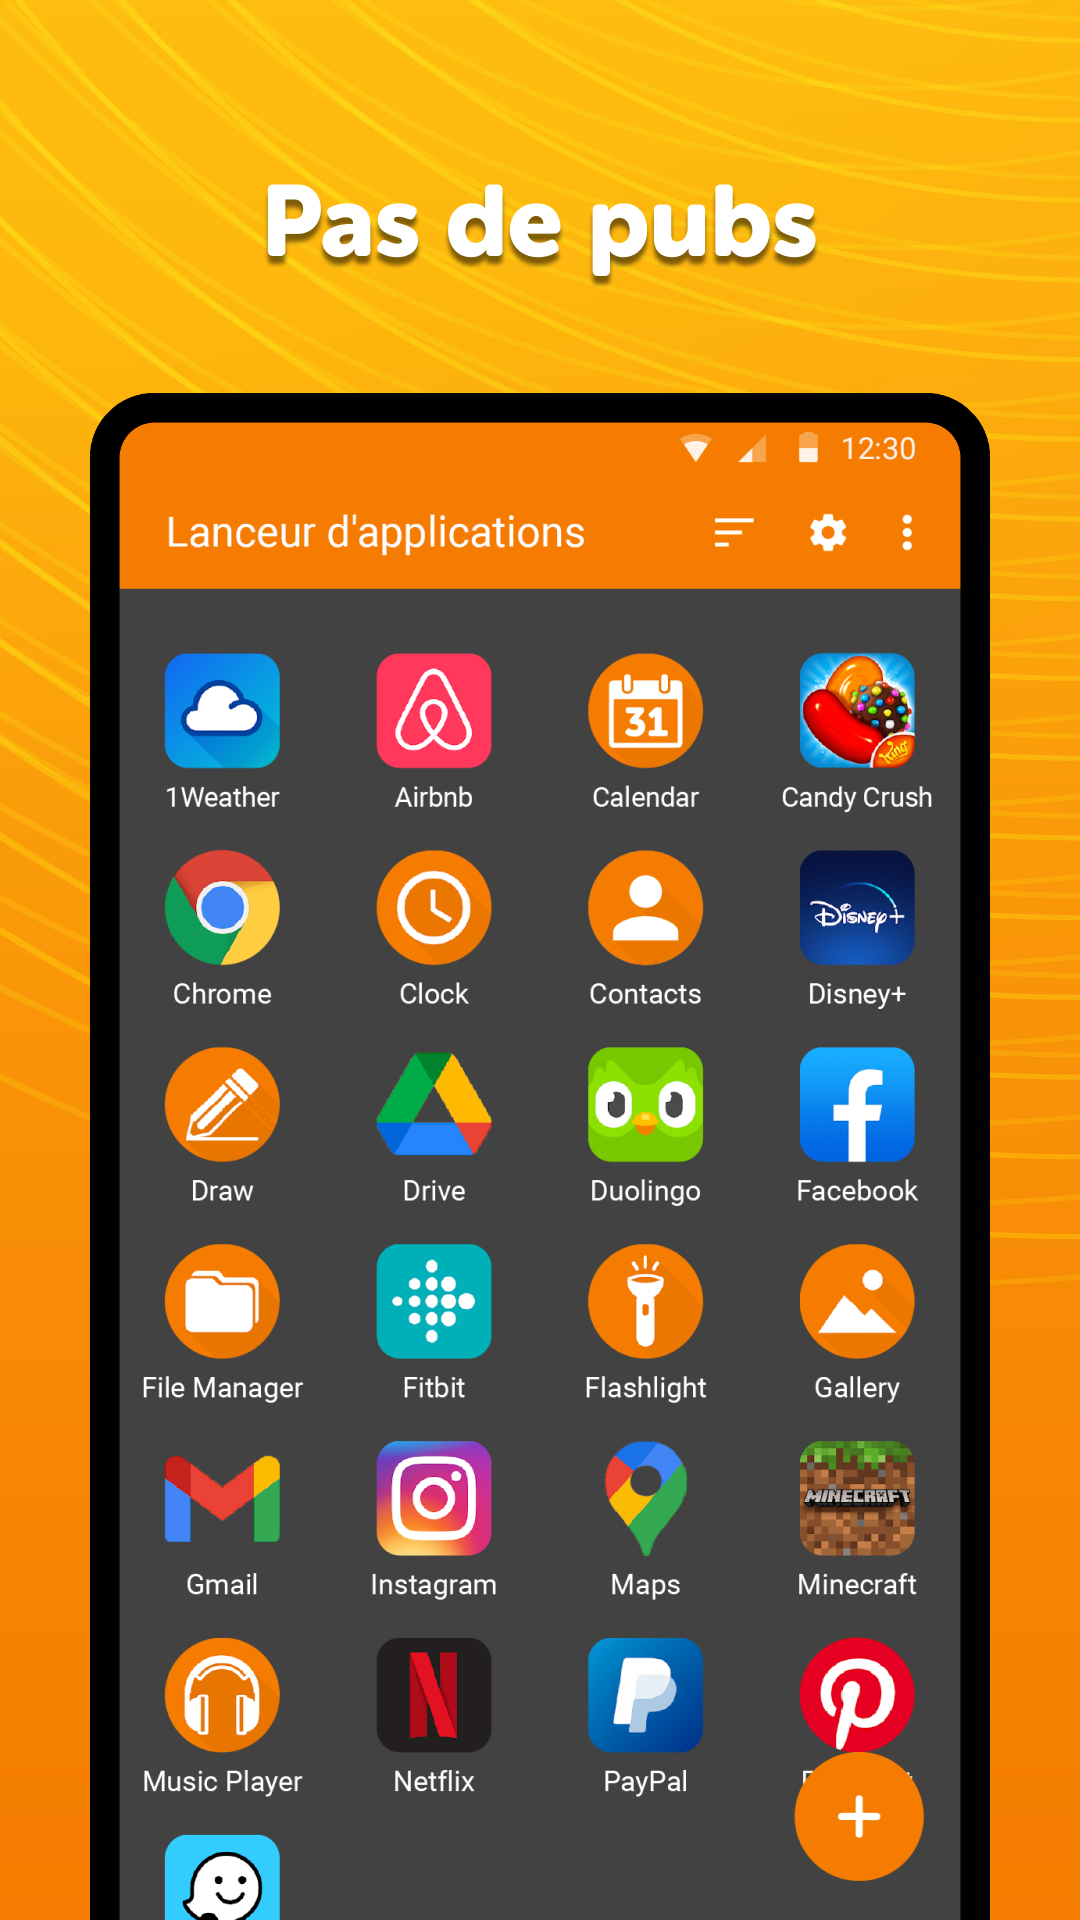 Pas de pubs
12:30
Lanceur d'applications
31
King
1Weather Airbnb Calendar Candy Crush
Disney+
Chrome Clock Contacts Disney+
Draw Drive Duolingo Facebook
File Manager Fitbit Flashlight Gallery
MINECRAFT
Gmail Instagram Maps Minecraft
Music Player Netflix PayPal